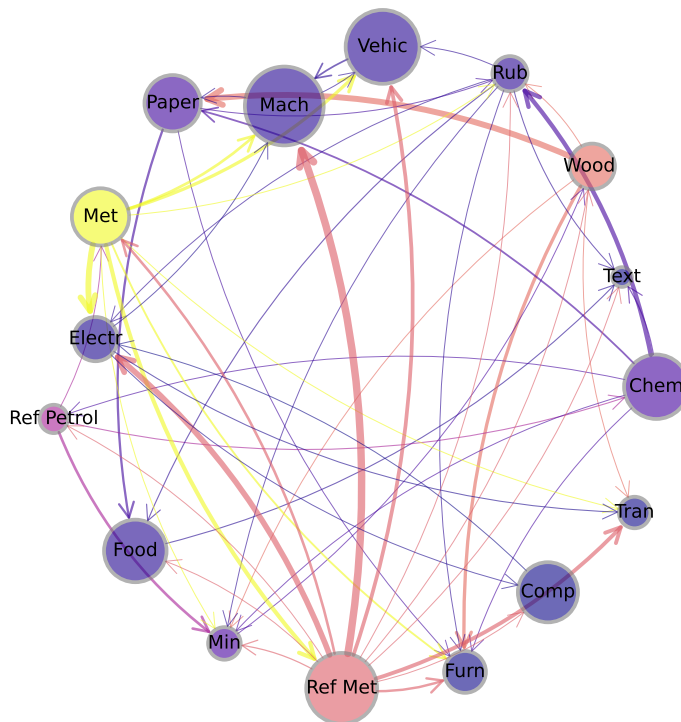 Vehic
Rub
Paper
Mach
Wood
Met
Text
Electr
Chem
Ref Petrol
Tran
Food
Comp
Min
Furn
Ref Met